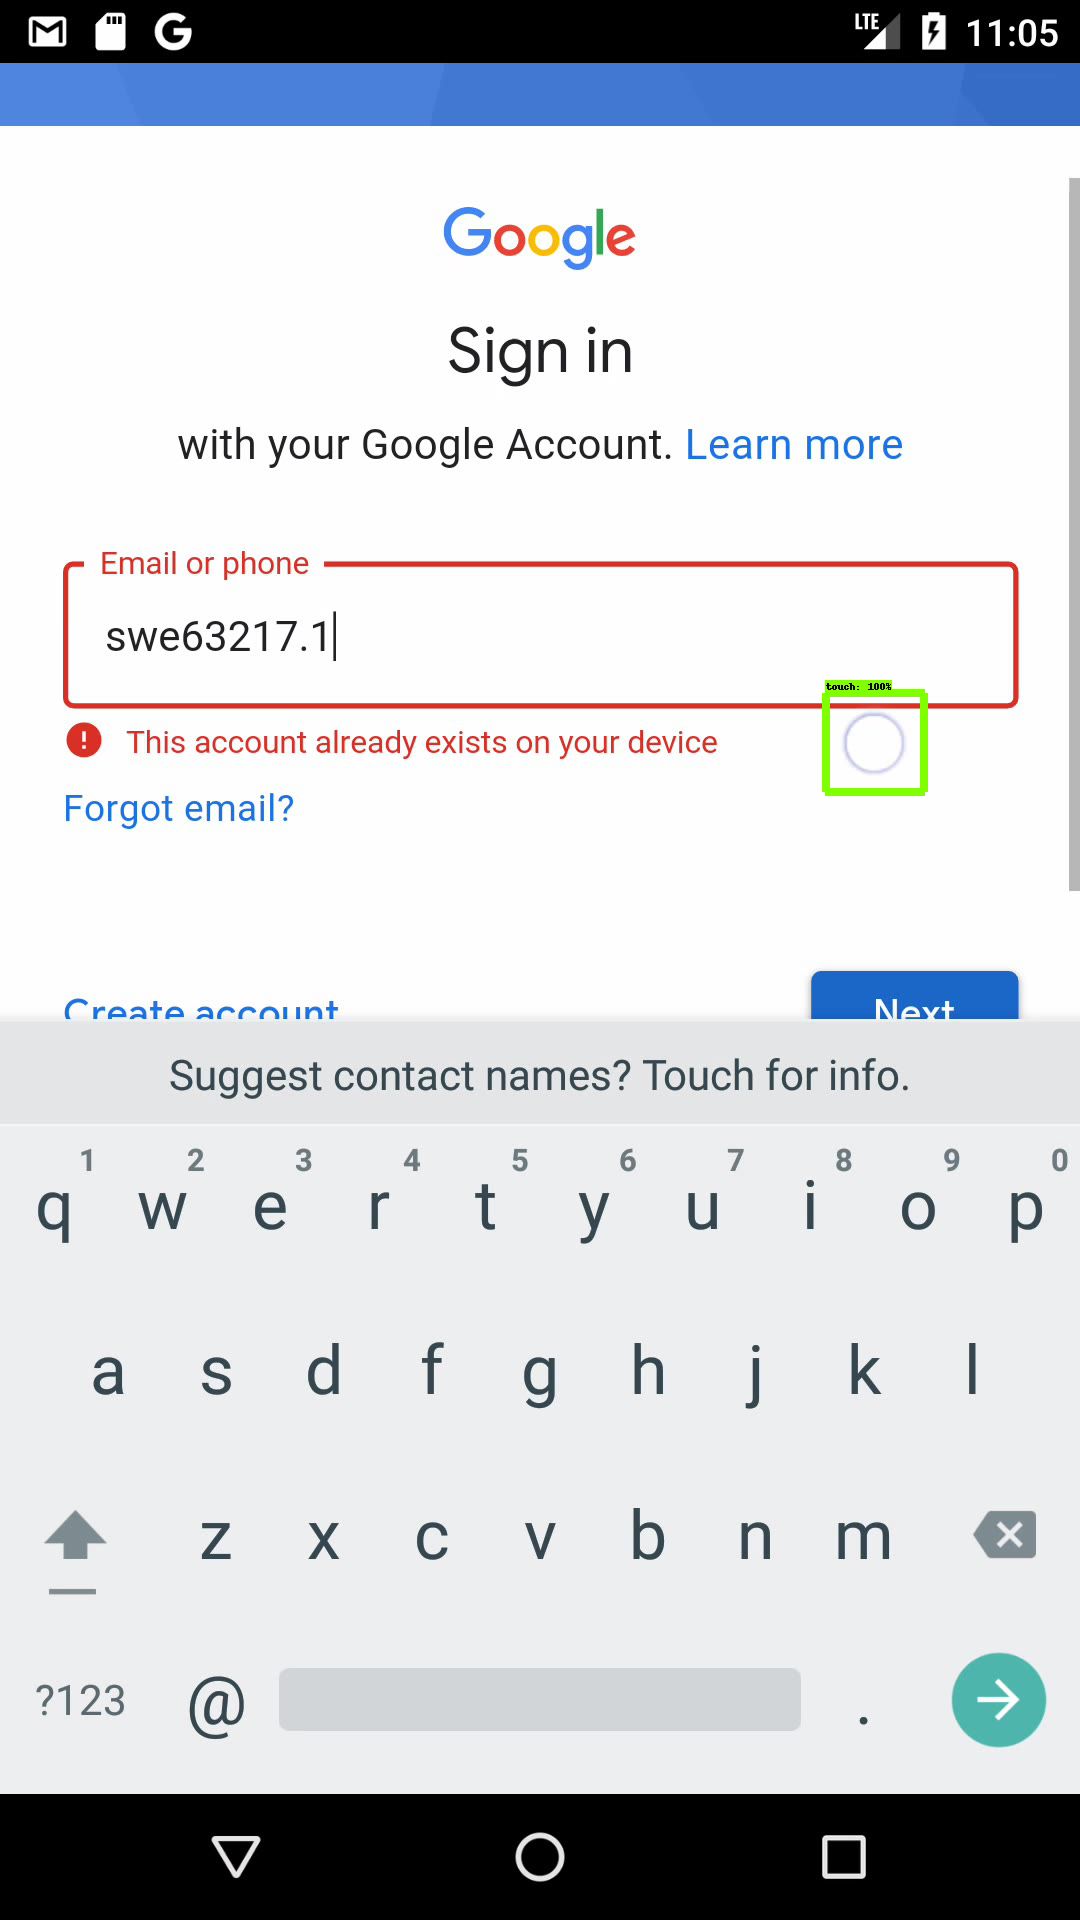 LTE 11:05
Google
Sign in
with your Google Account. Learn more
Email or phone
swe63217.1
touch: 100%
This account already exists on your device
Forgot email?
Create account Next
Suggest contact names? Touch for info.
1 2 3 4 5 6 7 8 9 0
q w e r t y u i o p
a s d f g h j k l
z x c v b n m
?123 @ .